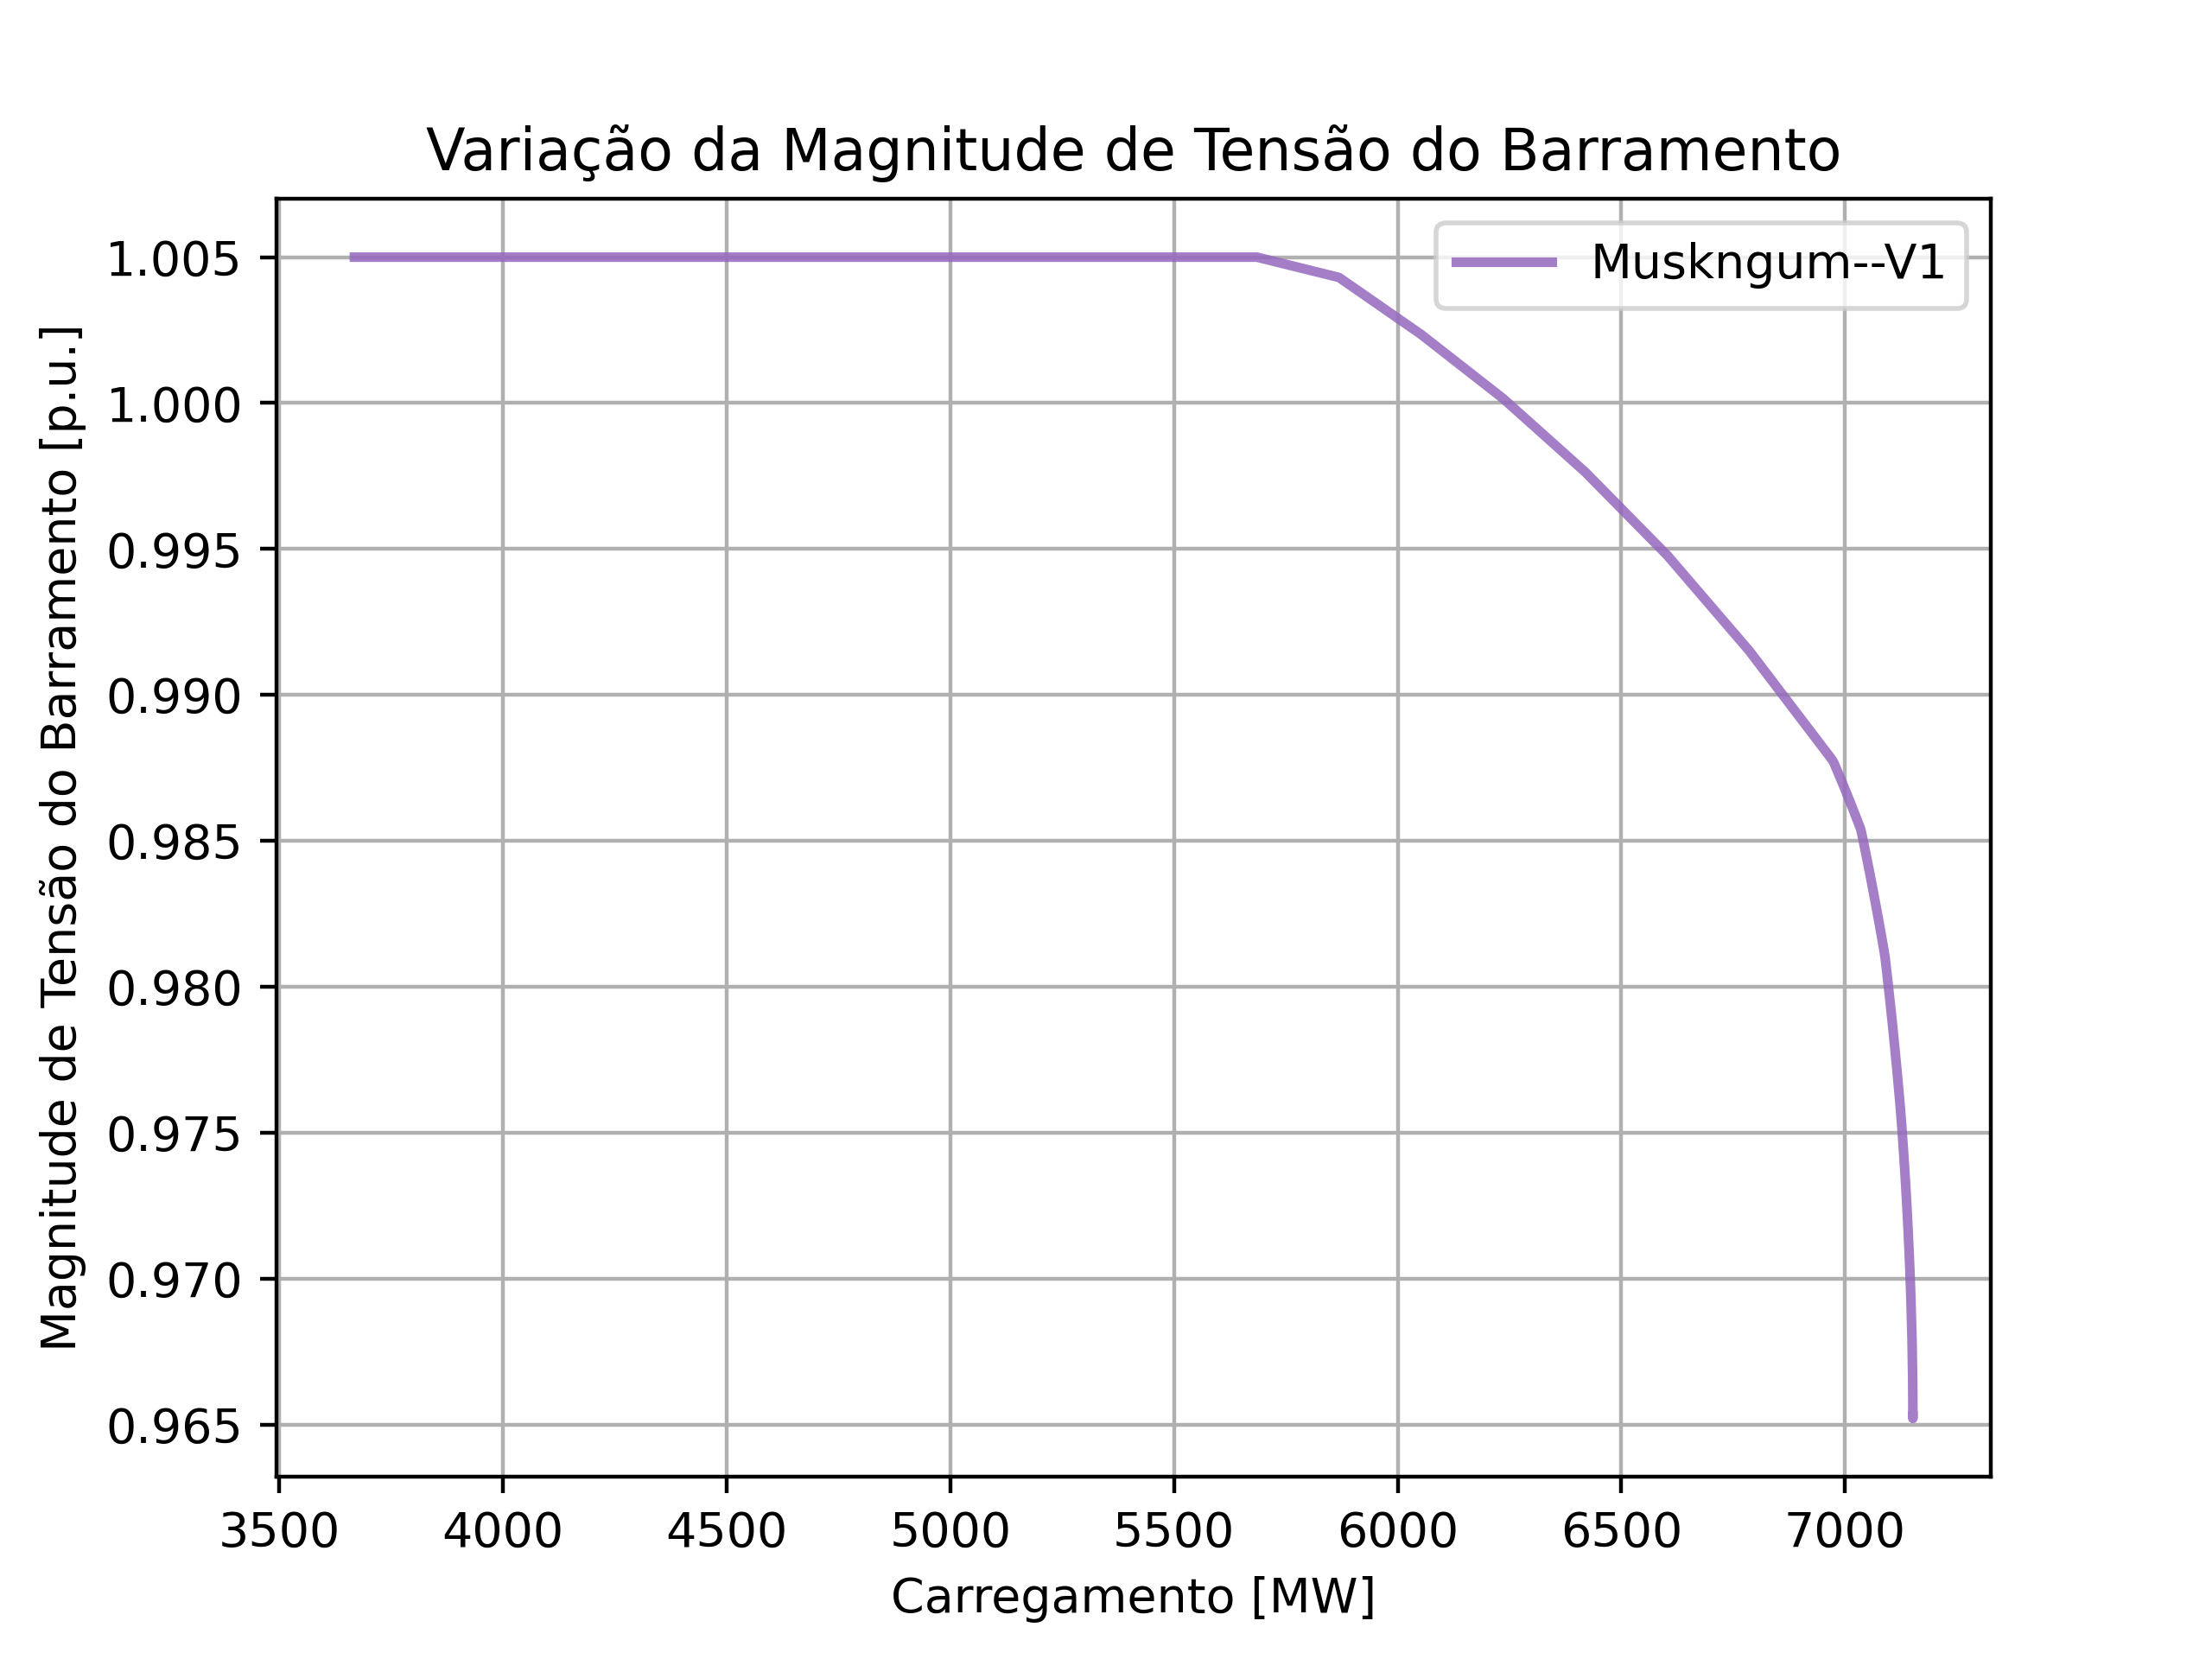 Variação da Magnitude de Tensão do Barramento
Muskngum--V1
Magnitude de Tensão do Barramento [p.u.]
1.005
1.000
0.995
0.990
0.985
0.980
0.975
0.970
0.965
3500 4000 4500 5000 5500 6000 6500 7000
Carregamento [MW]